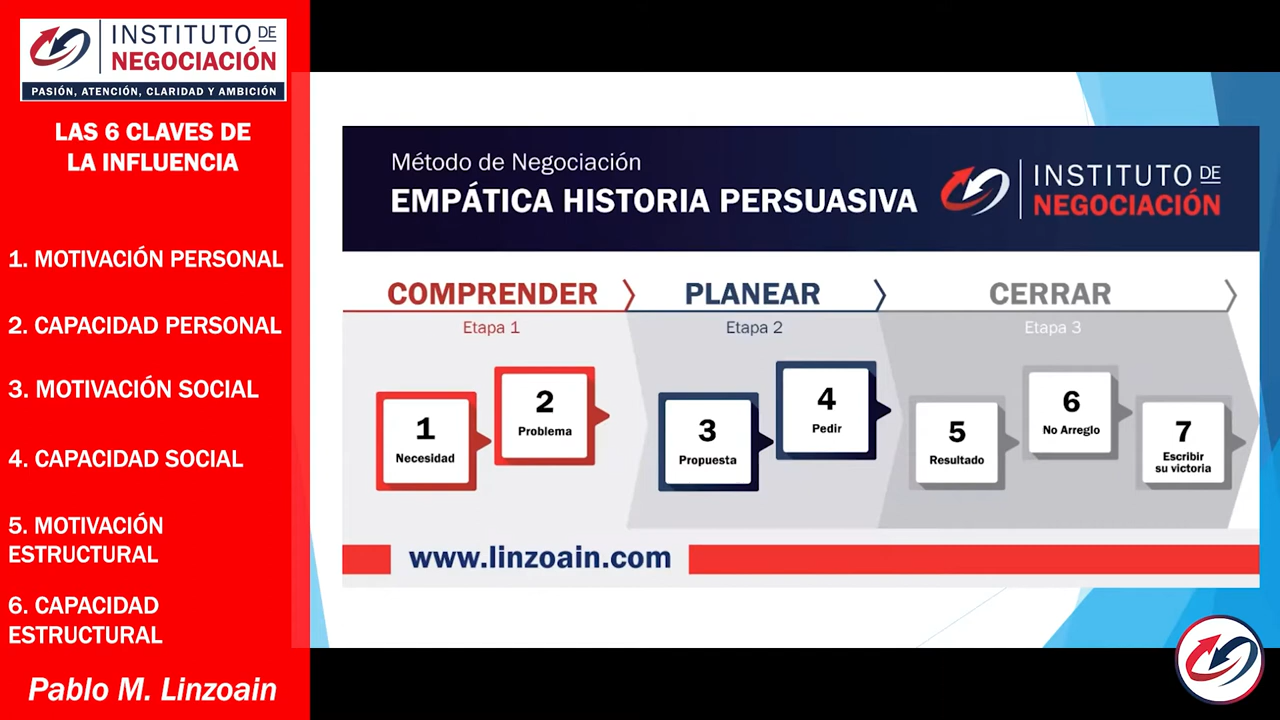 INSTITUTO DE
NEGOCIACIÓN
PASIÓN, ATENCIÓN, CLARIDAD Y AMBICIÓN
LAS 6 CLAVES DE
LA INFLUENCIA
1. MOTIVACIÓN PERSONAL
2. CAPACIDAD PERSONAL
3. MOTIVACIÓN SOCIAL
4. CAPACIDAD SOCIAL
5. MOTIVACIÓN
ESTRUCTURAL
6. CAPACIDAD
ESTRUCTURAL
Pablo M. Linzoain
Método de Negociación
EMPÁTICA HISTORIA PERSUASIVA
INSTITUTO DE
NEGOCIACIÓN
COMPRENDER
Etapa 1
1
Necesidad
2
Problema
PLANEAR
Etapa 2
3
Propuesta
4
Pedir
CERRAR
Etapa 3
5
Resultado
6
No Arreglo
7
Escribir
su victoria
www.linzoain.com